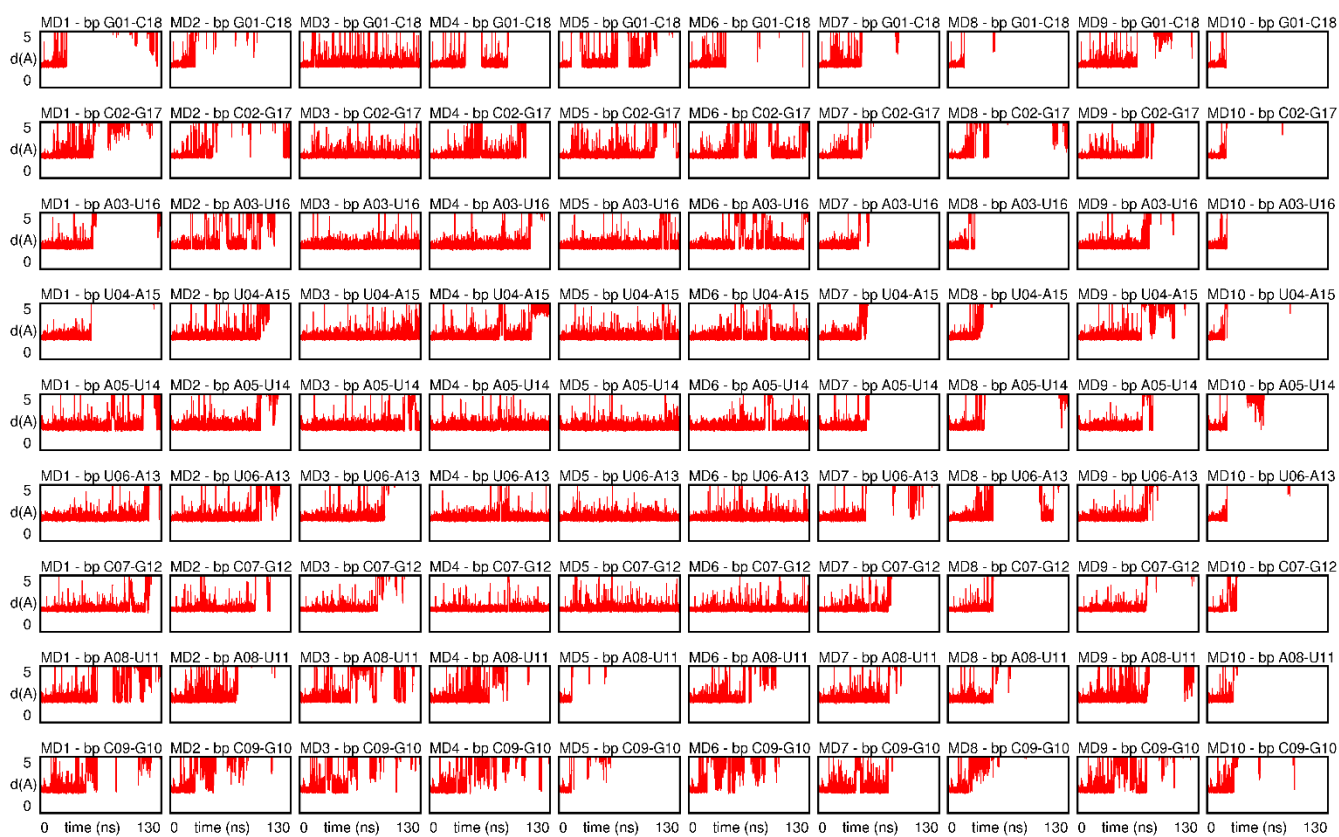 MD1 - bp G01-C18 MD2 - bp G01-C18 MD3 - bp G01-C18 MD4 - bp G01-C18 MD5 - bp G01-C18 MD6 - bp G01-C18 MD7 - bp G01-C18 MD8 - bp G01-C18 MD9 - bp G01-C18 MD10 - bp G01-C18
5
d(A)
0
MD1 - bp C02-G17 MD2 - bp C02-G17 MD3 - bp C02-G17 MD4 - bp C02-G17 MD5 - bp C02-G17 MD6 - bp C02-G17 MD7 - bp C02-G17 MD8 - bp C02-G17 MD9 - bp C02-G17 MD10 - bp C02-G17
5
d(A)
0
MD1 - bp A03-U16 MD2 - bp A03-U16 MD3 - bp A03-U16 MD4 - bp A03-U16 MD5 - bp A03-U16 MD6 - bp A03-U16 MD7 - bp A03-U16 MD8 - bp A03-U16 MD9 - bp A03-U16 MD10 - bp A03-U16
5
d(A)
0
MD1 - bp U04-A15 MD2 - bp U04-A15 MD3 - bp U04-A15 MD4 - bp U04-A15 MD5 - bp U04-A15 MD6 - bp U04-A15 MD7 - bp U04-A15 MD8 - bp U04-A15 MD9 - bp U04-A15 MD10 - bp U04-A15
5
d(A)
0
MD1 - bp A05-U14 MD2 - bp A05-U14 MD3 - bp A05-U14 MD4 - bp A05-U14 MD5 - bp A05-U14 MD6 - bp A05-U14 MD7 - bp A05-U14 MD8 - bp A05-U14 MD9 - bp A05-U14 MD10 - bp A05-U14
5
d(A)
0
MD1 - bp U06-A13 MD2 - bp U06-A13 MD3 - bp U06-A13 MD4 - bp U06-A13 MD5 - bp U06-A13 MD6 - bp U06-A13 MD7 - bp U06-A13 MD8 - bp U06-A13 MD9 - bp U06-A13 MD10 - bp U06-A13
5
d(A)
0
MD1 - bp C07-G12 MD2 - bp C07-G12 MD3 - bp C07-G12 MD4 - bp C07-G12 MD5 - bp C07-G12 MD6 - bp C07-G12 MD7 - bp C07-G12 MD8 - bp C07-G12 MD9 - bp C07-G12 MD10 - bp C07-G12
5
d(A)
0
MD1 - bp A08-U11 MD2 - bp A08-U11 MD3 - bp A08-U11 MD4 - bp A08-U11 MD5 - bp A08-U11 MD6 - bp A08-U11 MD7 - bp A08-U11 MD8 - bp A08-U11 MD9 - bp A08-U11 MD10 - bp A08-U11
5
d(A)
0
MD1 - bp C09-G10 MD2 - bp C09-G10 MD3 - bp C09-G10 MD4 - bp C09-G10 MD5 - bp C09-G10 MD6 - bp C09-G10 MD7 - bp C09-G10 MD8 - bp C09-G10 MD9 - bp C09-G10 MD10 - bp C09-G10
5
d(A)
0
0 time (ns) 130 0 time (ns) 130 0 time (ns) 130 0 time (ns) 130 0 time (ns) 130 0 time (ns) 130 0 time (ns) 130 0 time (ns) 130 0 time (ns) 130 0 time (ns) 130